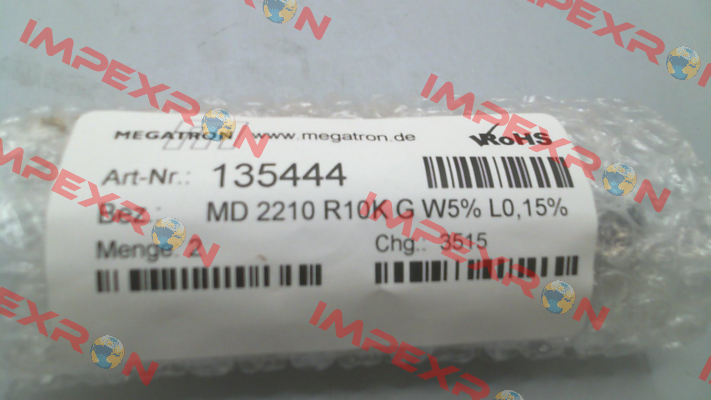 MEGATRON www.megatron.de RoHS
Art-Nr.: 135444
Bez.: MD 2210 R10K G W5% L0,15%
Menge: 2 Chg.: 3515
IMPEXRON
IMPEXRON
IMPEXRON
IMPEXRON
IMPEXRON
IMPEXRON